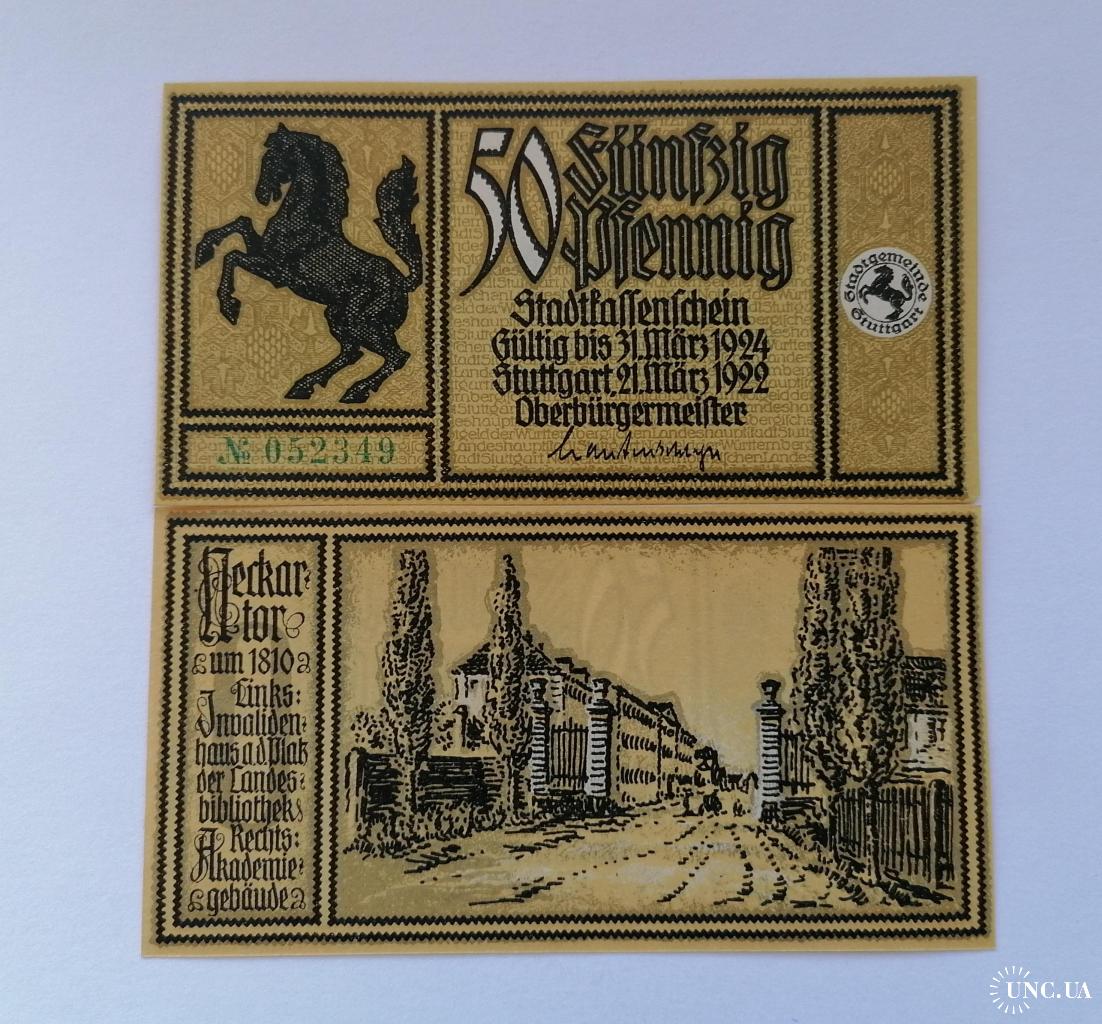 50 Fünfzig
Pfennig
Stadtkassenschein
Gültig bis 31. März 1924
Stuttgart, 21. März 1922
Oberbürgermeister
Stadtgemeinde
Stuttgart
№ 052349
Neckar-
tor
um 1810
Links:
Invaliden-
haus a.d. Platz
der Landes-
bibliothek
Rechts:
Akademie-
gebäude
UNC.UA